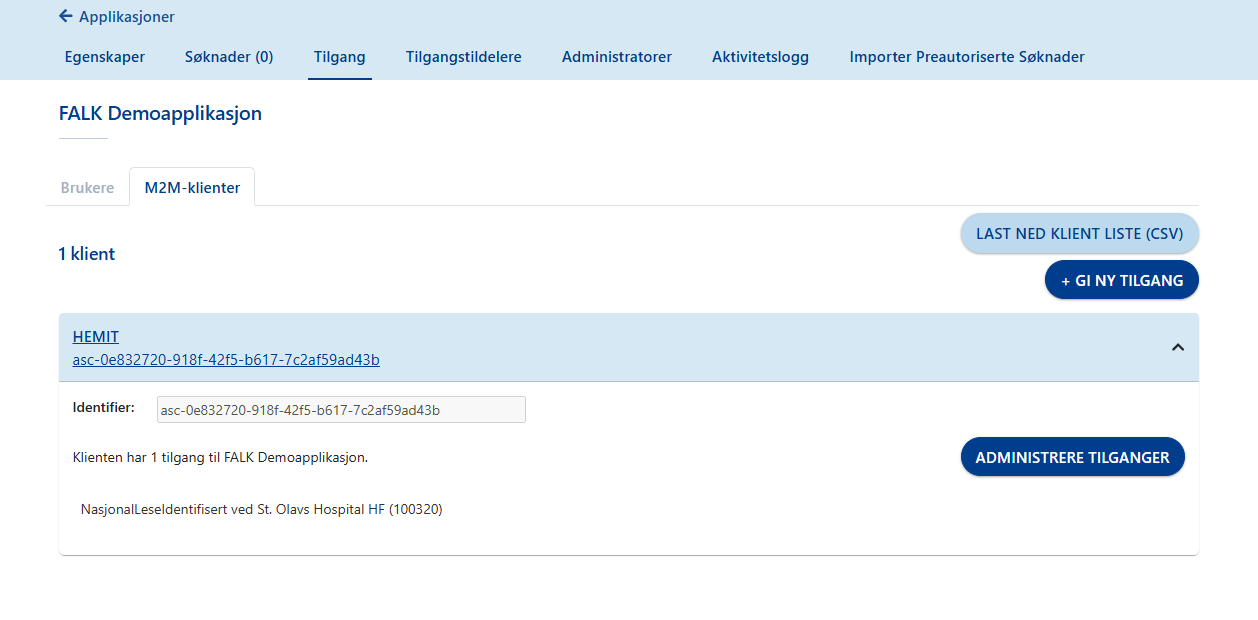 Applikasjoner
Egenskaper Søknader (0) Tilgang Tilgangstildelere Administratorer Aktivitetslogg Importer Preautoriserte Søknader
FALK Demoapplikasjon
Brukere M2M-klienter
LAST NED KLIENT LISTE (CSV)
1 klient
+ GI NY TILGANG
HEMIT
asc-0e832720-918f-42f5-b617-7c2af59ad43b
Identifier: asc-0e832720-918f-42f5-b617-7c2af59ad43b
Klienten har 1 tilgang til FALK Demoapplikasjon.
ADMINISTRERE TILGANGER
NasjonalLeseIdentifisert ved St. Olavs Hospital HF (100320)